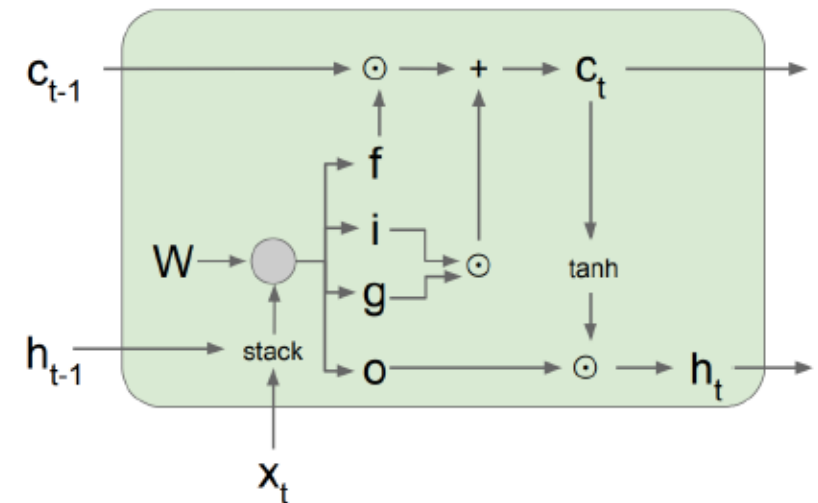 c_{t-1} ⊙ + c_t
f
i
W ⊙ tanh
g
h_{t-1} stack o ⊙ h_t
x_t